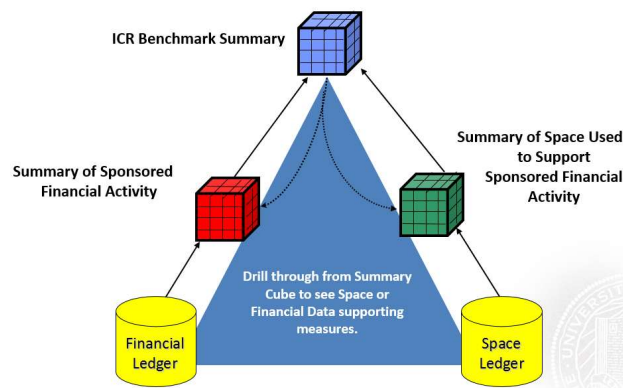 ICR Benchmark Summary
Summary of Sponsored
Financial Activity
Summary of Space Used
to Support
Sponsored Financial
Activity
Drill through from Summary
Cube to see Space or
Financial Data supporting
measures.
Financial
Ledger
Space
Ledger